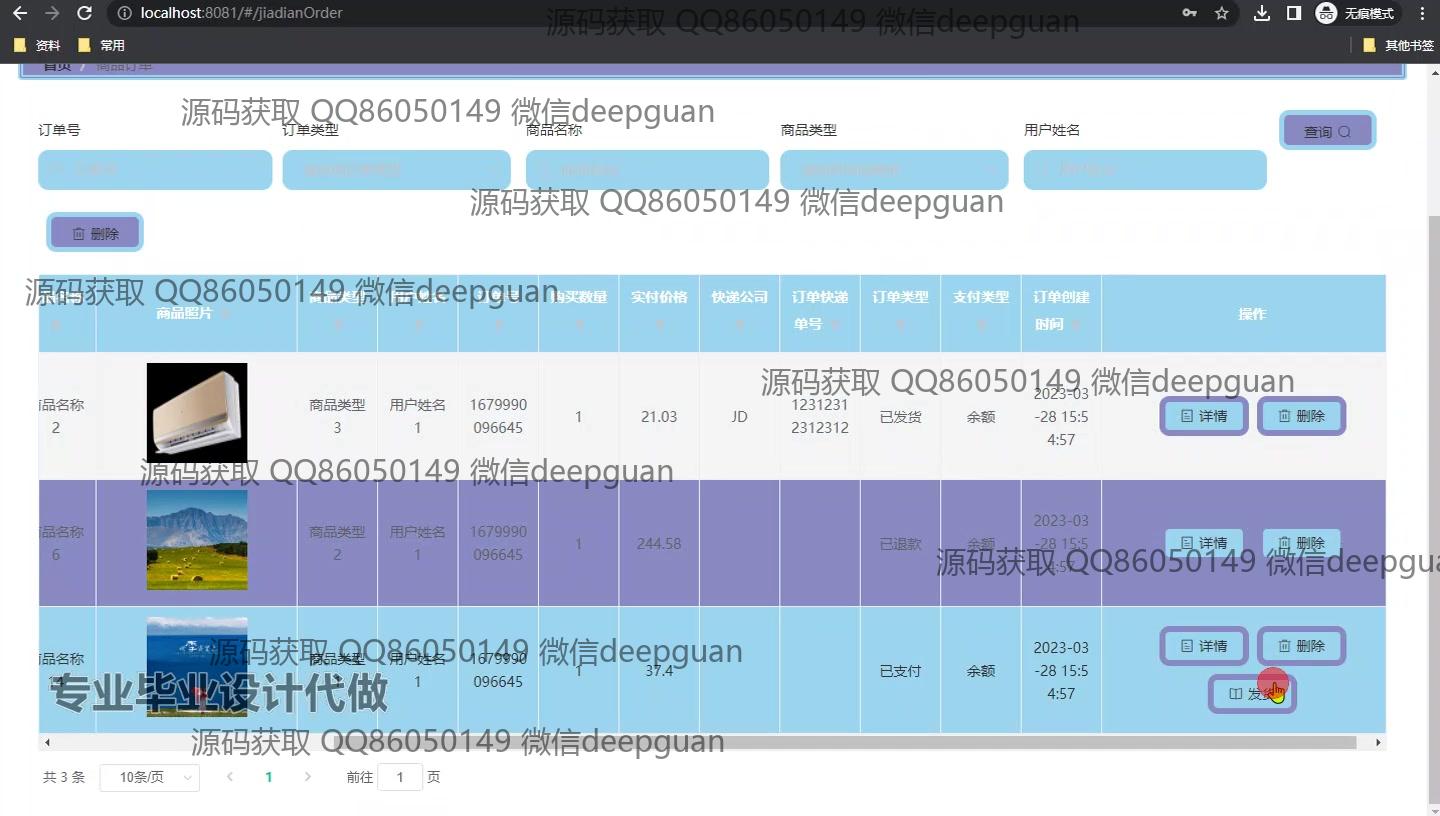 localhost:8081/#/jiadianOrder
无痕模式
资料
常用
其他书签
源码获取 QQ86050149 微信deepguan
首页 / 商品订单
源码获取 QQ86050149 微信deepguan
订单号
订单类型
商品名称
商品类型
用户姓名
查询
源码获取 QQ86050149 微信deepguan
删除
源码获取 QQ86050149 微信deepguan
商品照片
购买数量
实付价格
快递公司
订单快递单号
订单类型
支付类型
订单创建时间
操作
源码获取 QQ86050149 微信deepguan
商品名称2
商品类型3
用户姓名1
1679990096645
1
21.03
JD
12312312312312
已发货
余额
2023-03-28 15:54:57
详情
删除
源码获取 QQ86050149 微信deepguan
商品名称6
商品类型2
用户姓名1
1679990096645
1
244.58
已退款
余额
2023-03-28 15:54:57
详情
删除
源码获取 QQ86050149 微信deepgua
源码获取 QQ86050149 微信deepguan
商品名称14
商品类型
用户姓名1
1679990096645
1
37.4
已支付
余额
2023-03-28 15:54:57
详情
删除
发货
专业毕业设计代做
源码获取 QQ86050149 微信deepguan
共 3 条
10条/页
1
前往 1 页